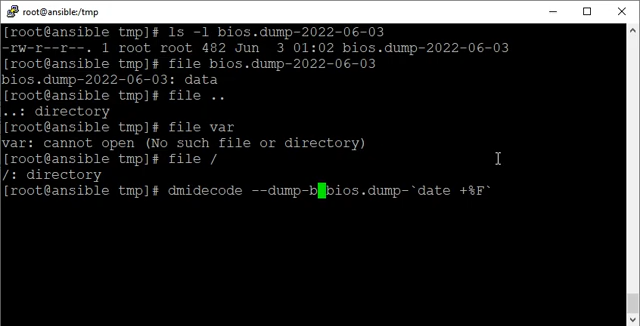 root@ansible:/tmp
[root@ansible tmp]# ls -l bios.dump-2022-06-03
-rw-r--r--. 1 root root 482 Jun  3 01:02 bios.dump-2022-06-03
[root@ansible tmp]# file bios.dump-2022-06-03
bios.dump-2022-06-03: data
[root@ansible tmp]# file ..
..: directory
[root@ansible tmp]# file var
var: cannot open (No such file or directory)
[root@ansible tmp]# file /
/: directory
[root@ansible tmp]# dmidecode --dump-b bios.dump-`date +%F`